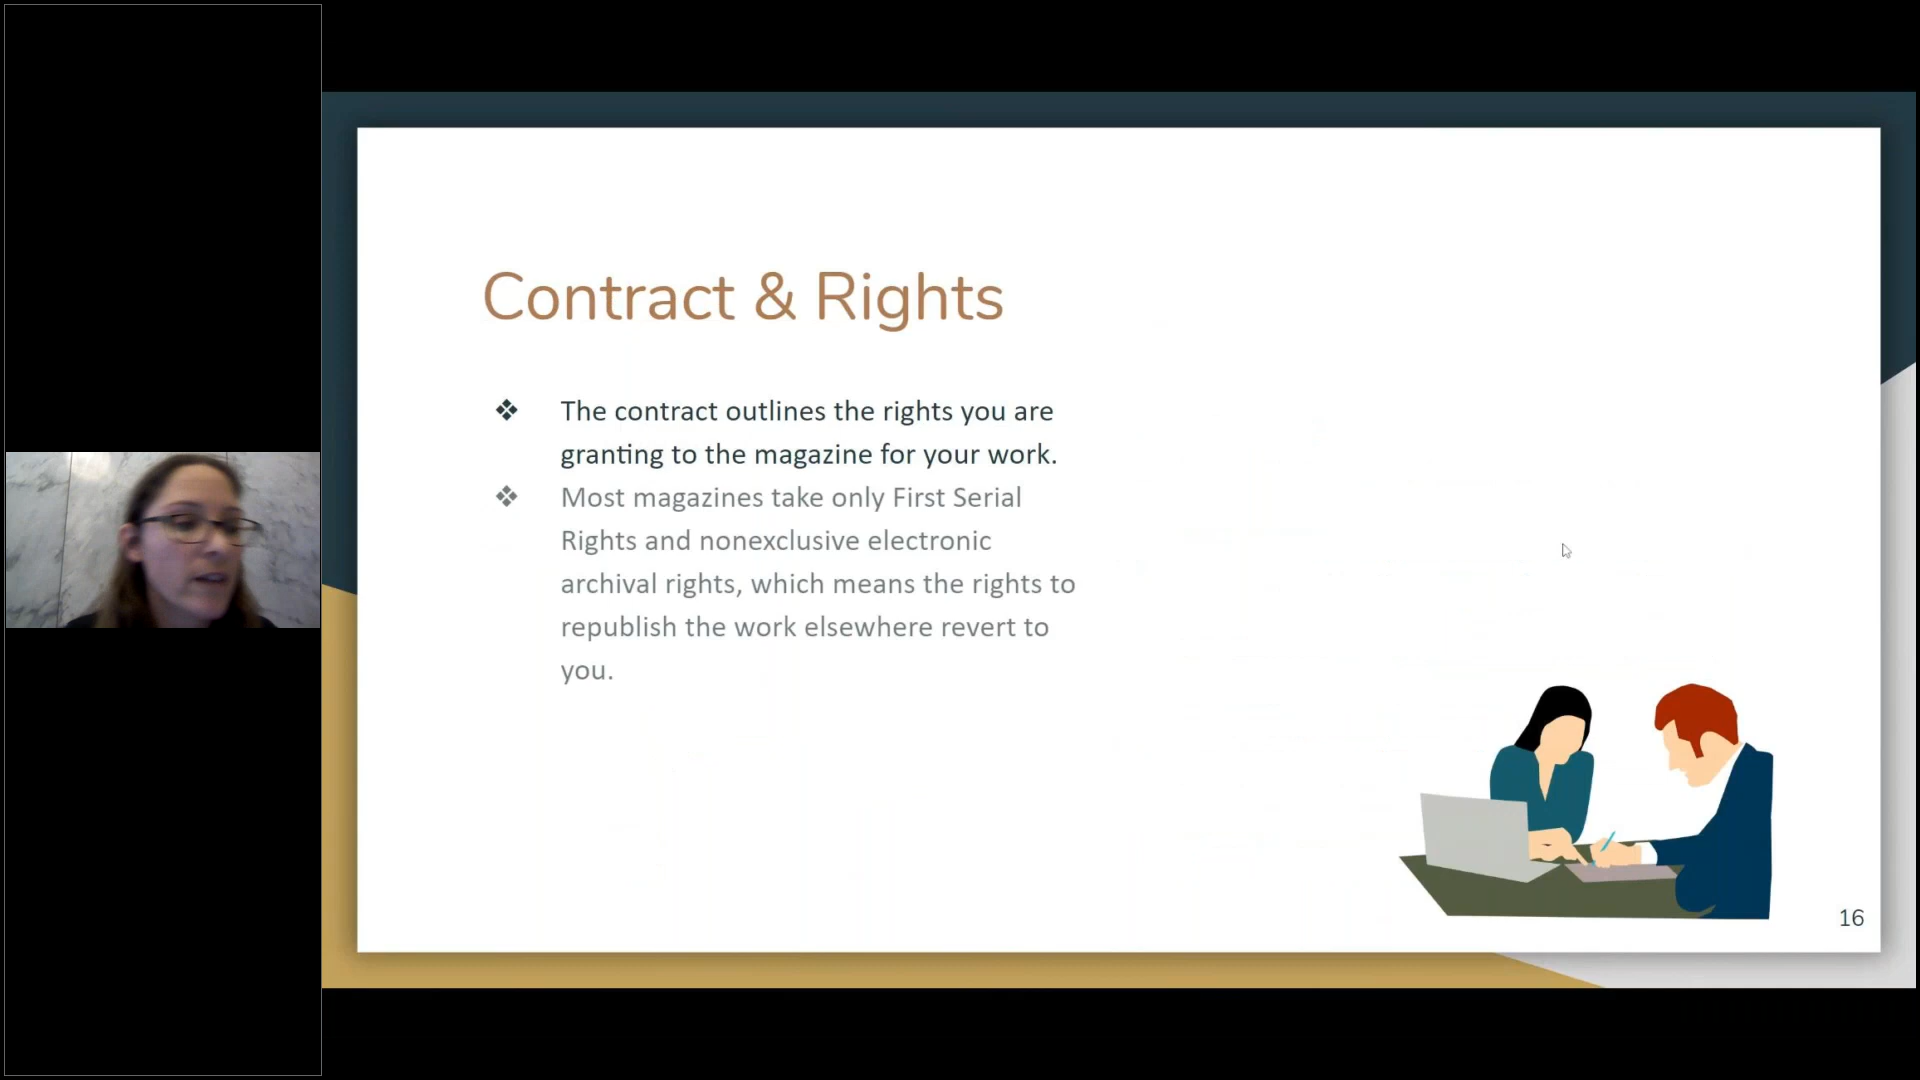 Contract & Rights
❖ The contract outlines the rights you are
granting to the magazine for your work.
❖ Most magazines take only First Serial
Rights and nonexclusive electronic
archival rights, which means the rights to
republish the work elsewhere revert to
you.
16